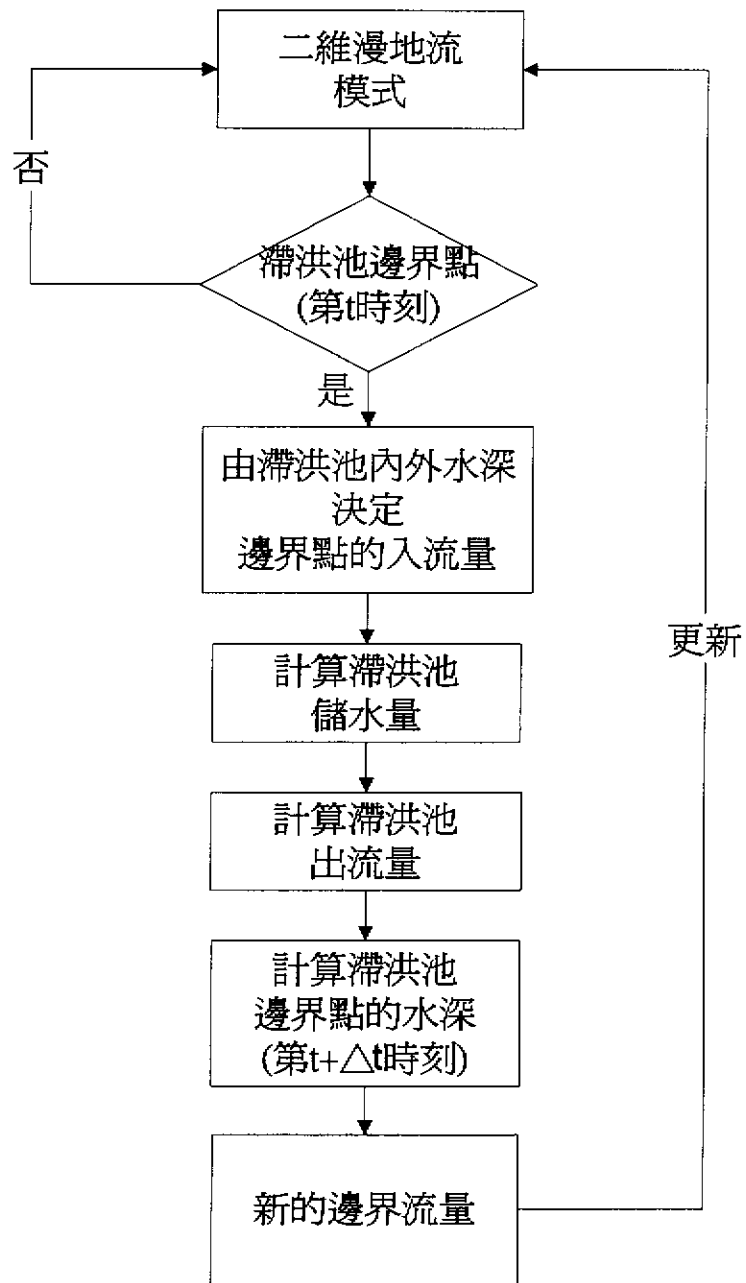 二維漫地流
模式
否
滯洪池邊界點
(第t時刻)
是
由滯洪池內外水深
決定
邊界點的入流量
更新
計算滯洪池
儲水量
計算滯洪池
出流量
計算滯洪池
邊界點的水深
(第t+△t時刻)
新的邊界流量